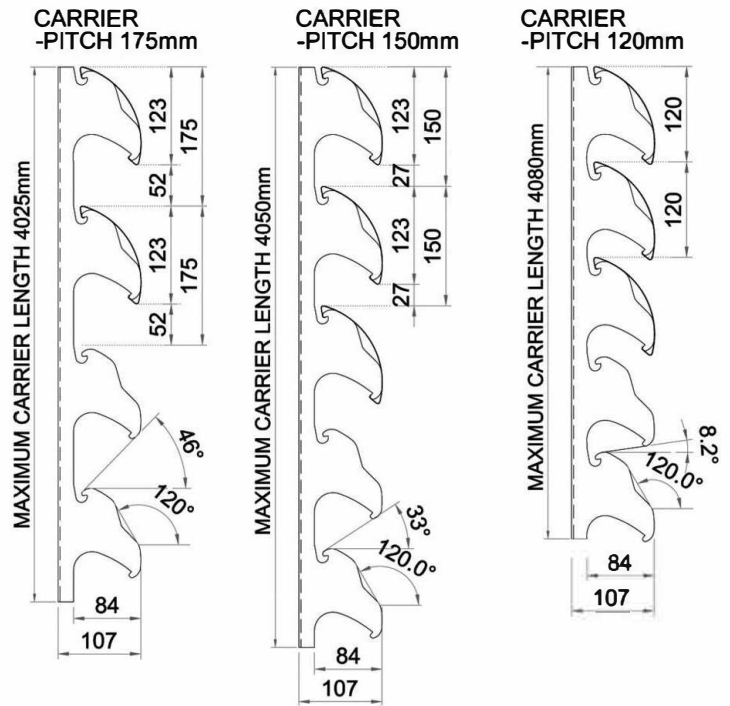 CARRIER
-PITCH 175mm
MAXIMUM CARRIER LENGTH 4025mm
123
175
52
123
175
52
46°
120°
84
107
CARRIER
-PITCH 150mm
MAXIMUM CARRIER LENGTH 4050mm
123
150
27
123
150
27
33°
120.0°
84
107
CARRIER
-PITCH 120mm
MAXIMUM CARRIER LENGTH 4080mm
120
120
8.2°
120.0°
84
107